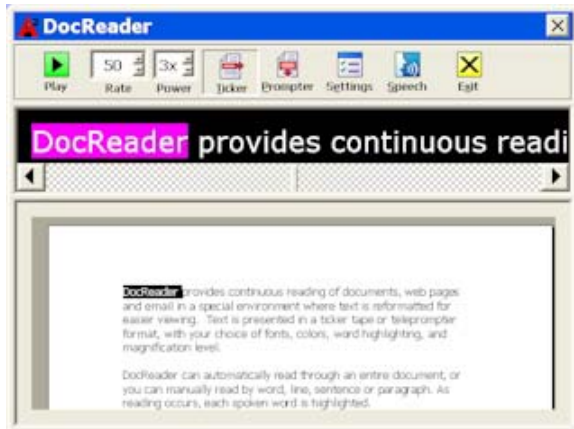 DocReader
50 3x
Play Rate Power Ticker Prompter Settings Speech Exit
DocReader provides continuous readi
DocReader provides continuous reading of documents, web pages
and email in a special environment where text is reformatted for
easier viewing. Text is presented in a ticker tape or teleprompter
format, with your choice of fonts, colors, word highlighting, and
magnification level.
DocReader can automatically read through an entire document, or
you can manually read by word, line, sentence or paragraph. As
reading occurs, each spoken word is highlighted.